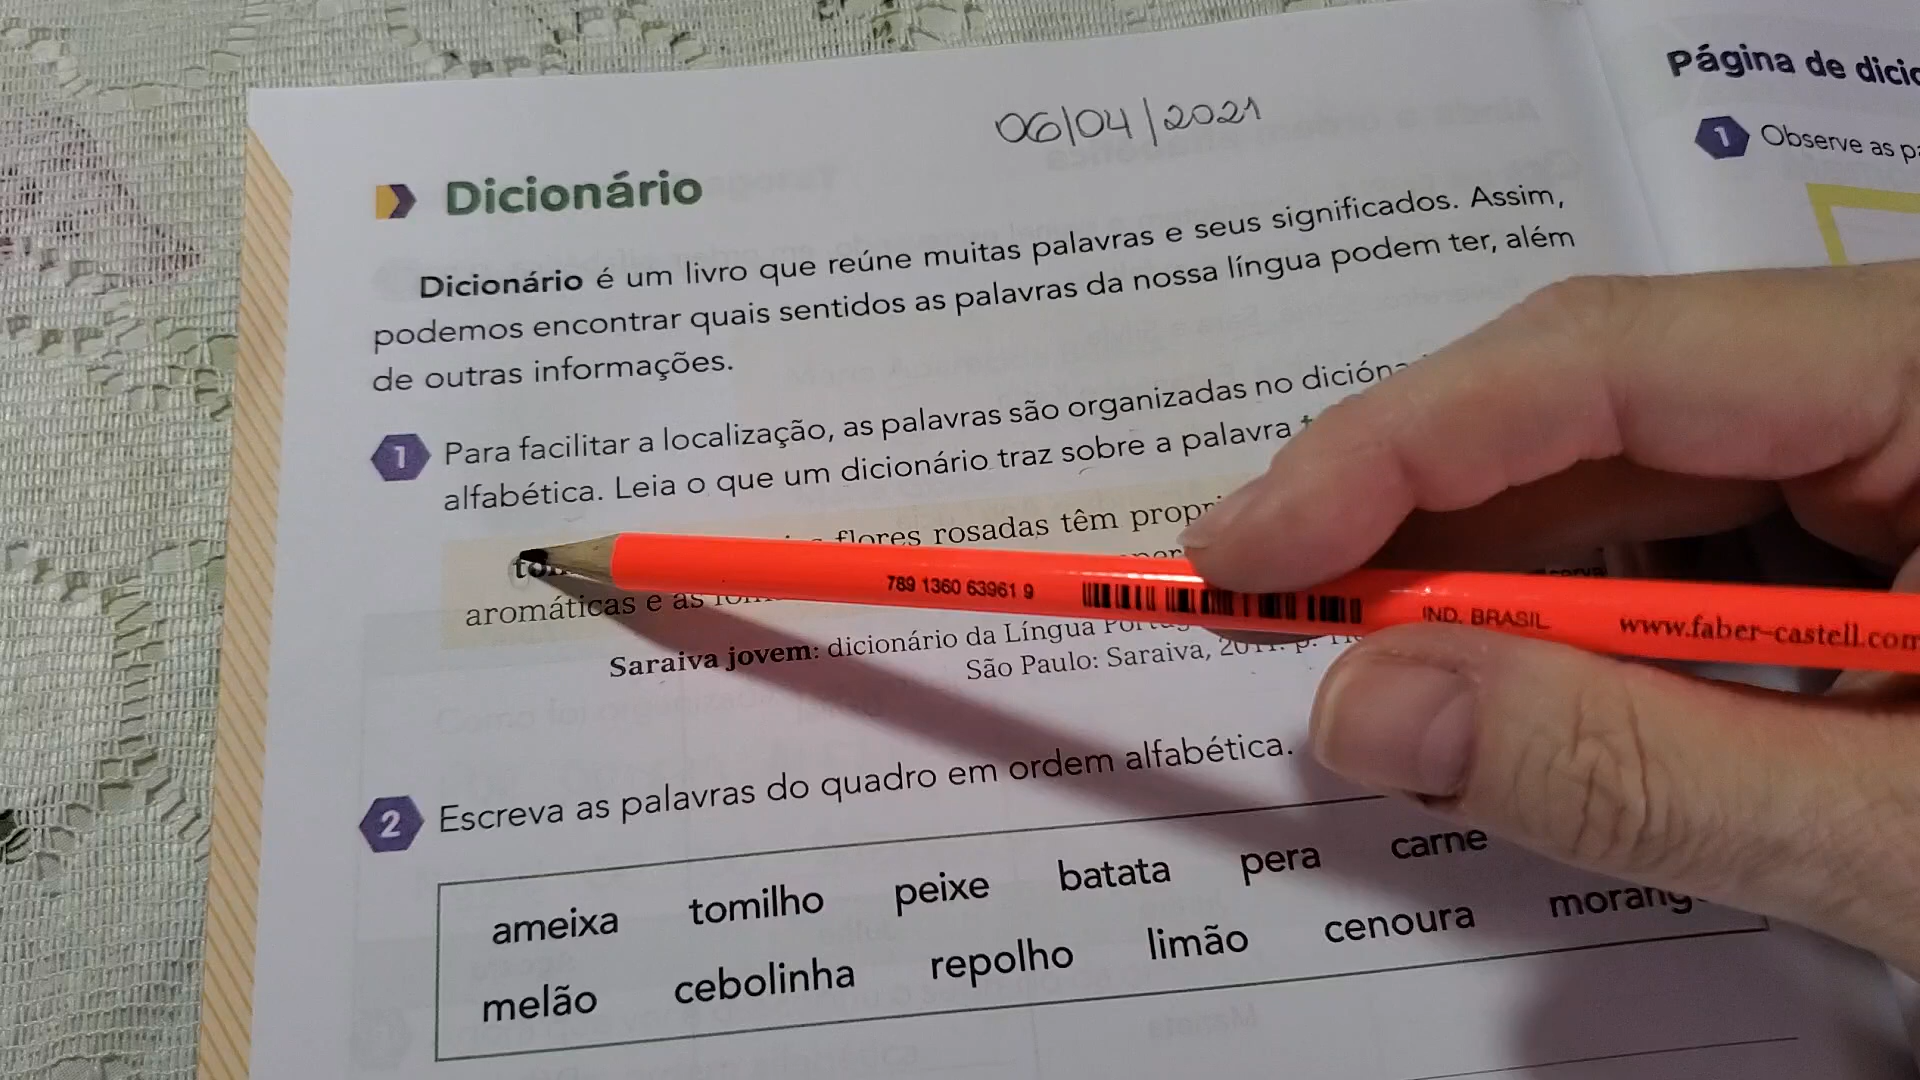 06/04/2021
Dicionário
Dicionário é um livro que reúne muitas palavras e seus significados. Assim,
podemos encontrar quais sentidos as palavras da nossa língua podem ter, além
de outras informações.
1 Para facilitar a localização, as palavras são organizadas no
alfabética. Leia o que um dicionário traz sobre a palavra
flores rosadas têm
aromáticas e as
Saraiva jovem: dicionário da Língua
São Paulo: Saraiva,
2 Escreva as palavras do quadro em ordem alfabética.
ameixa tomilho peixe batata pera carne
melão cebolinha repolho limão cenoura
789 1360 63961 9
IND. BRASIL
www.faber-castell.com
Página de
1 Observe as